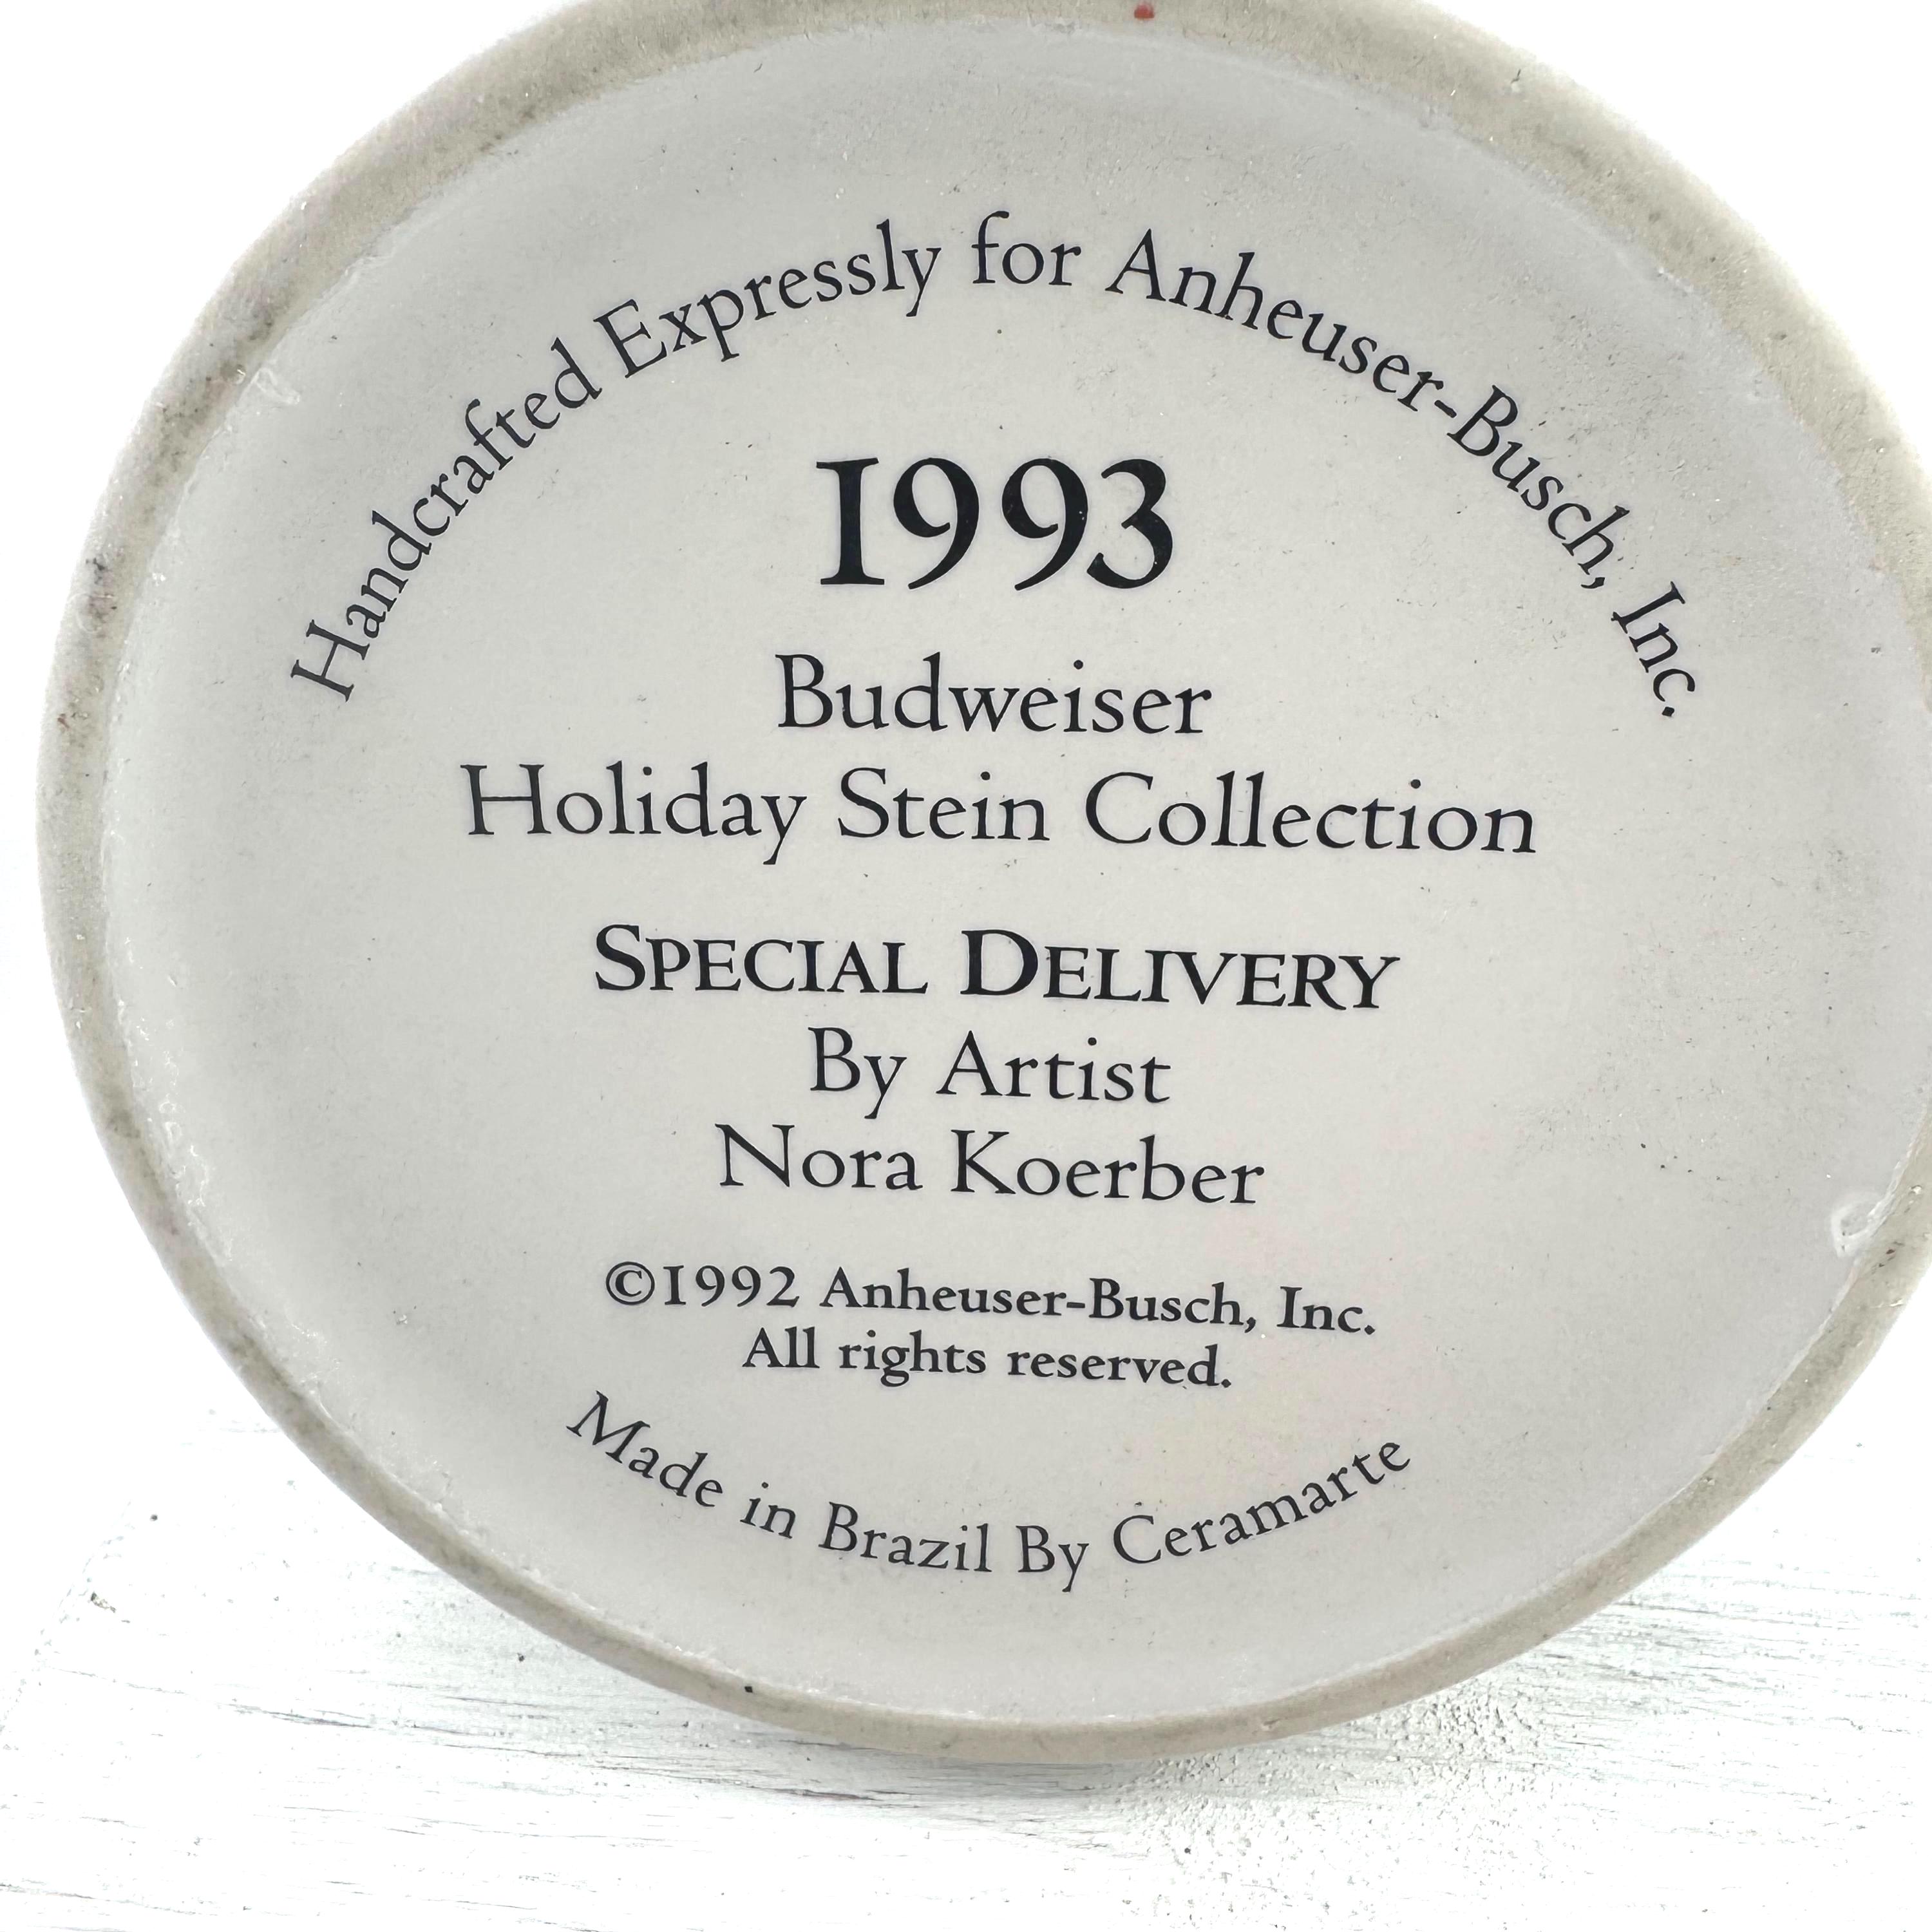 Handcrafted Expressly for Anheuser-Busch, Inc.
1993
Budweiser
Holiday Stein Collection
SPECIAL DELIVERY
By Artist
Nora Koerber
©1992 Anheuser-Busch, Inc.
All rights reserved.
Made in Brazil By Ceramarte